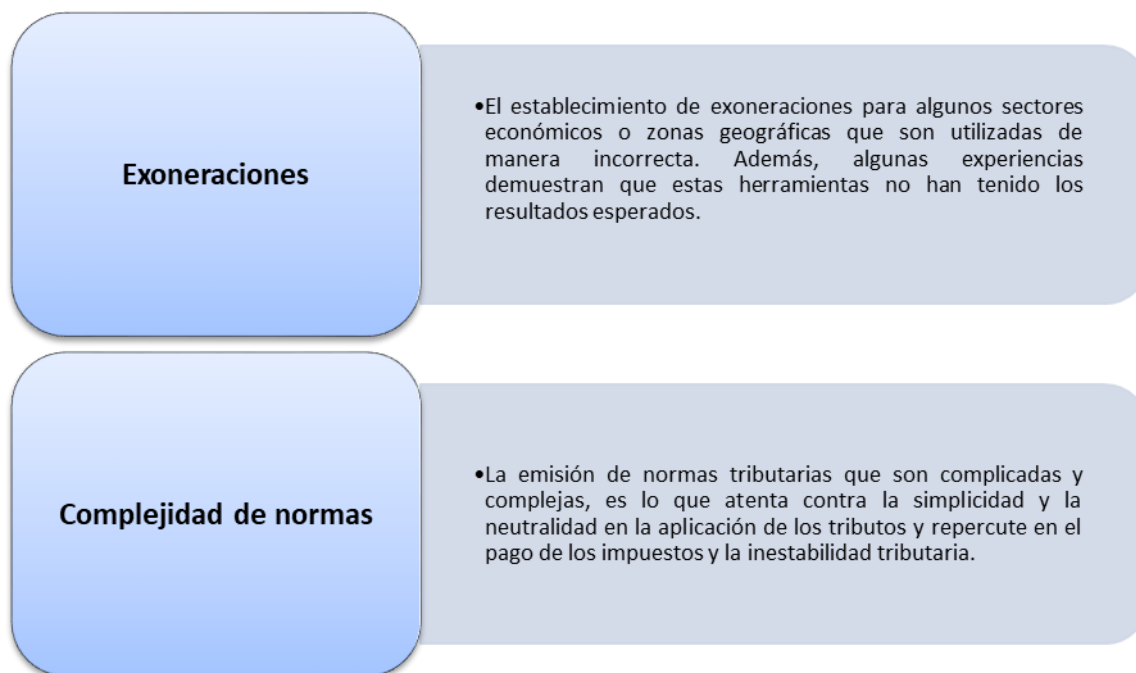 Exoneraciones
•El establecimiento de exoneraciones para algunos sectores
económicos o zonas geográficas que son utilizadas de
manera incorrecta. Además, algunas experiencias
demuestran que estas herramientas no han tenido los
resultados esperados.
Complejidad de normas
•La emisión de normas tributarias que son complicadas y
complejas, es lo que atenta contra la simplicidad y la
neutralidad en la aplicación de los tributos y repercute en el
pago de los impuestos y la inestabilidad tributaria.